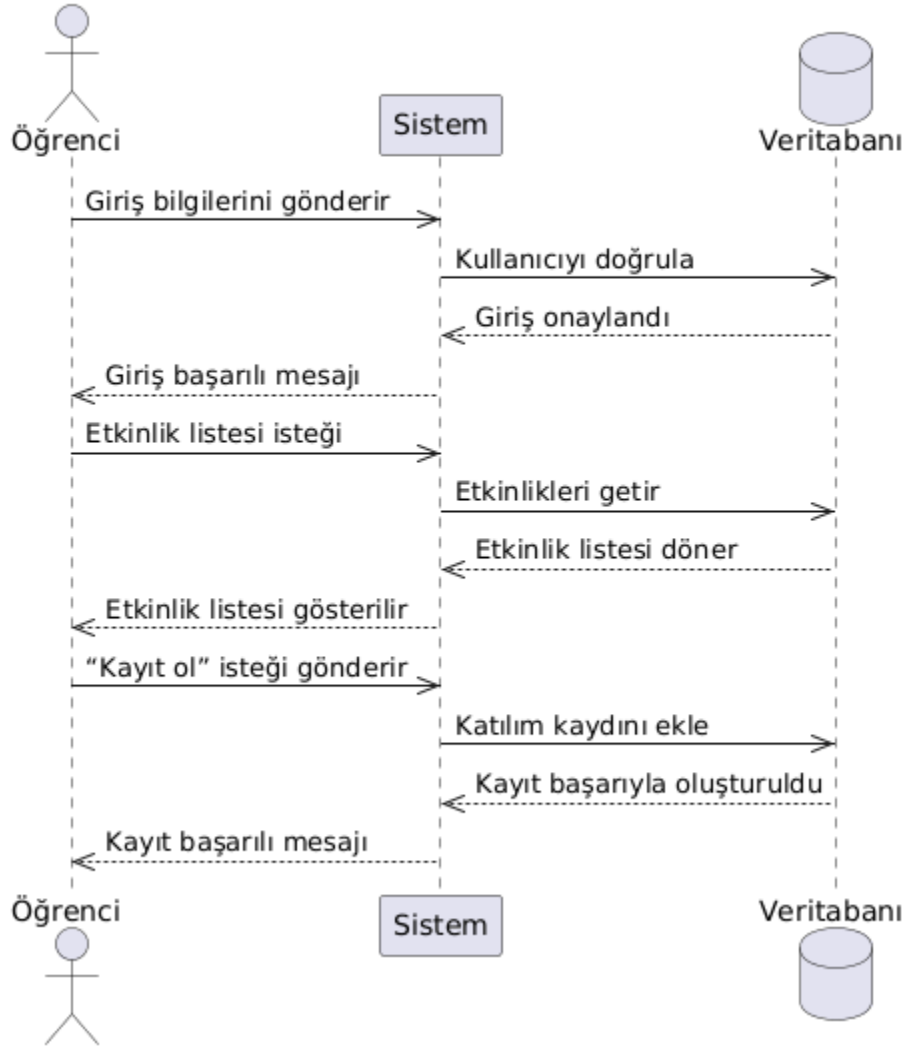 Öğrenci
Sistem
Veritabanı
Giriş bilgilerini gönderir
Kullanıcıyı doğrula
Giriş onaylandı
Giriş başarılı mesajı
Etkinlik listesi isteği
Etkinlikleri getir
Etkinlik listesi döner
Etkinlik listesi gösterilir
“Kayıt ol” isteği gönderir
Katılım kaydını ekle
Kayıt başarıyla oluşturuldu
Kayıt başarılı mesajı
Öğrenci
Sistem
Veritabanı